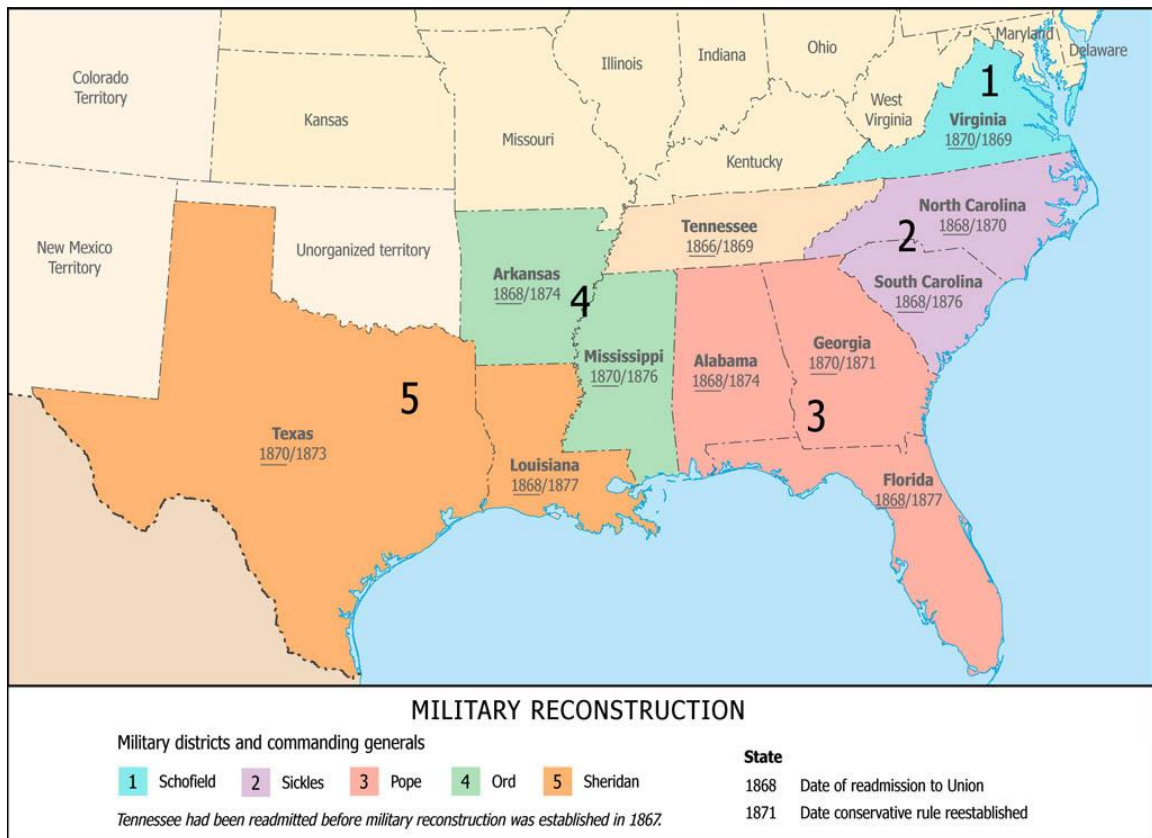 Colorado
Territory
Kansas
Missouri
Illinois
Indiana
Ohio
West
Virginia
Maryland
Delaware
Kentucky
1
Virginia
1870/1869
New Mexico
Territory
Unorganized territory
Tennessee
1866/1869
North Carolina
1868/1870
2
South Carolina
1868/1876
Arkansas
1868/1874
4
Mississippi
1870/1876
Alabama
1868/1874
Georgia
1870/1871
3
5
Texas
1870/1873
Louisiana
1868/1877
Florida
1868/1877
MILITARY RECONSTRUCTION
Military districts and commanding generals
1 Schofield 2 Sickles 3 Pope 4 Ord 5 Sheridan
Tennessee had been readmitted before military reconstruction was established in 1867.
State
1868 Date of readmission to Union
1871 Date conservative rule reestablished